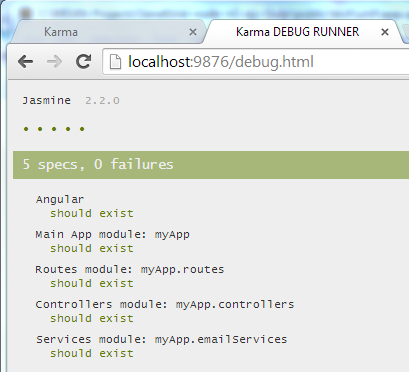 Karma
Karma DEBUG RUNNER
localhost:9876/debug.html
Jasmine 2.2.0
5 specs, 0 failures
Angular
should exist
Main App module: myApp
should exist
Routes module: myApp.routes
should exist
Controllers module: myApp.controllers
should exist
Services module: myApp.emailServices
should exist